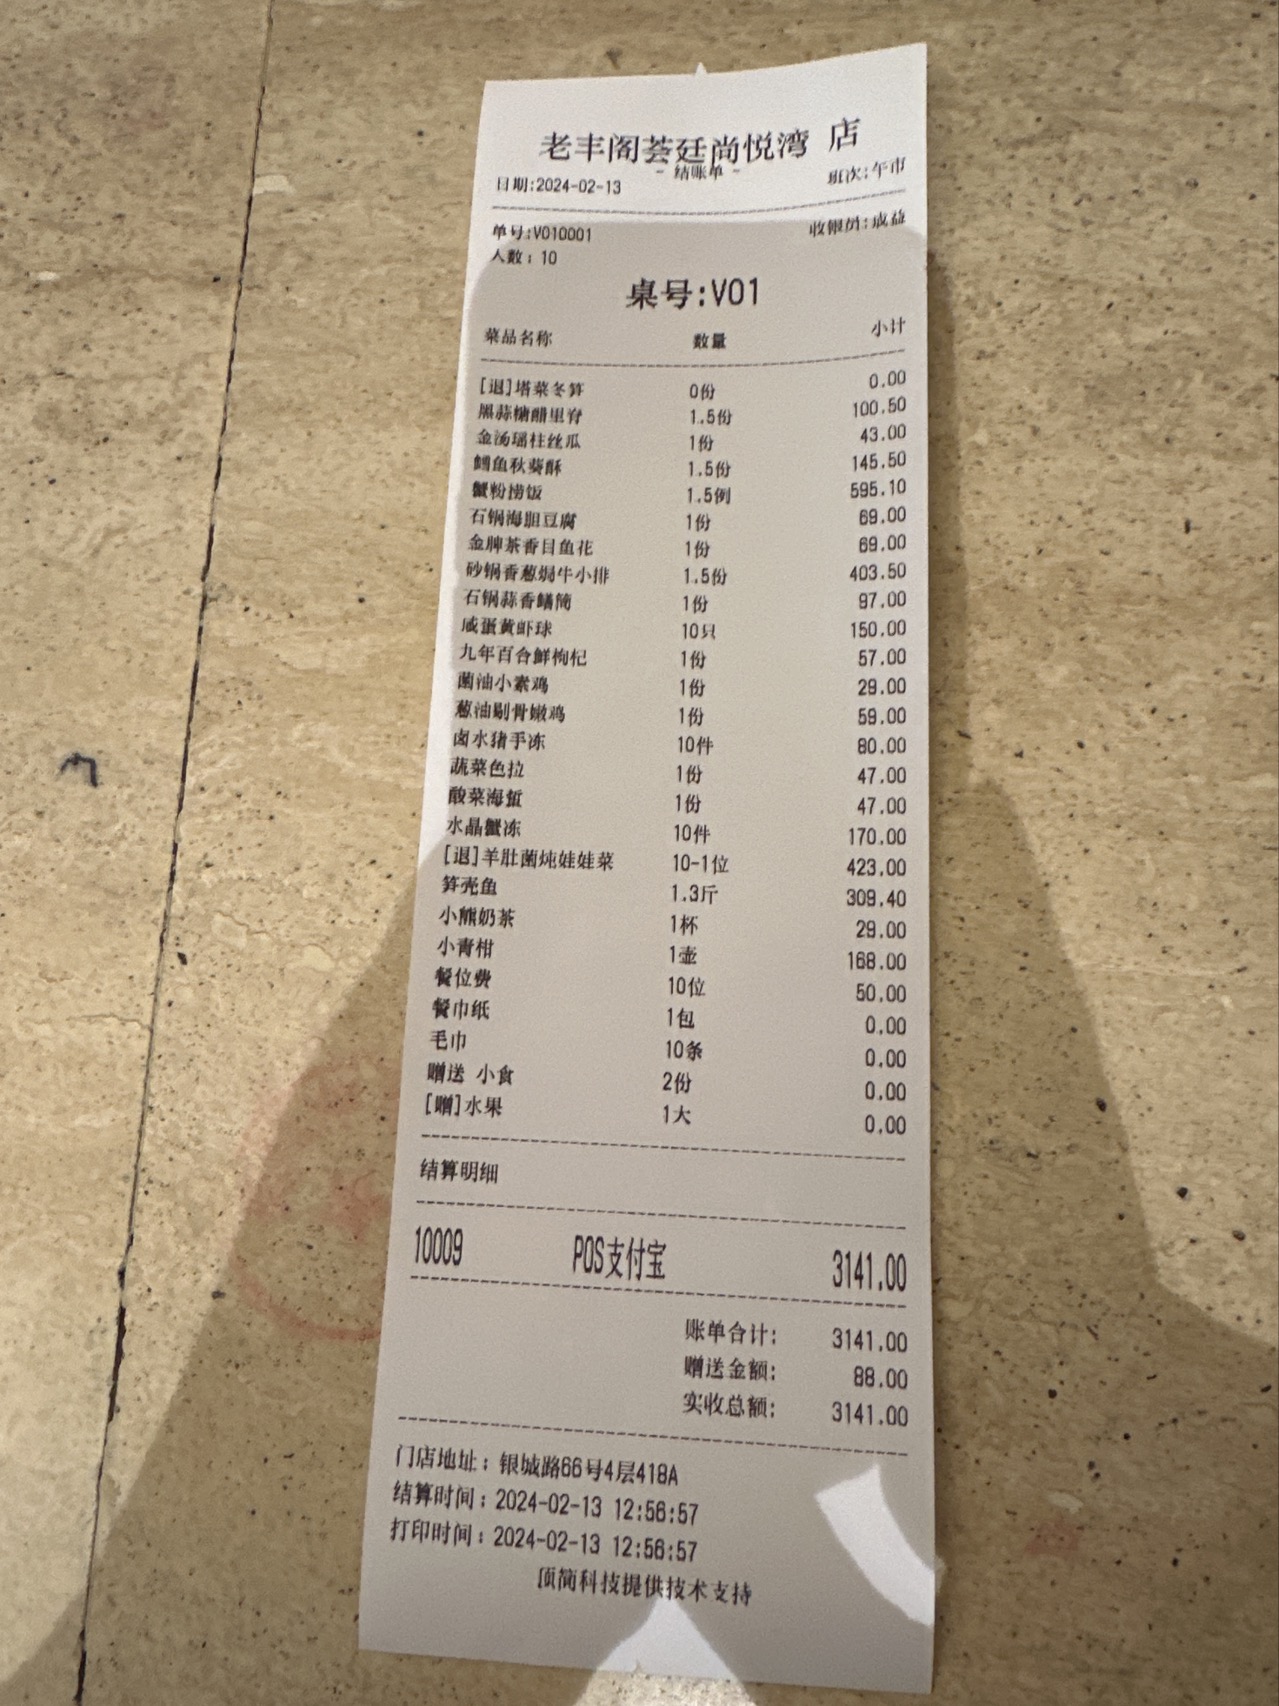 老丰阁荟廷尚悦湾 店
- 结账单 -
日期:2024-02-13 班次:午市
单号:V010001 收银员:成益
人数：10
桌号:V01
菜品名称 数量 小计
[退]塔菜冬笋 0份 0.00
黑蒜糖醋里脊 1.5份 100.50
金汤瑶柱丝瓜 1份 43.00
鳕鱼秋葵酥 1.5份 145.50
蟹粉捞饭 1.5例 595.10
石锅海胆豆腐 1份 69.00
金牌茶香目鱼花 1份 69.00
砂锅香葱焗牛小排 1.5份 403.50
石锅蒜香鳝筒 1份 97.00
咸蛋黄虾球 10只 150.00
九年百合鲜枸杞 1份 57.00
菌油小素鸡 1份 29.00
葱油剔骨嫩鸡 1份 59.00
卤水猪手冻 10件 80.00
蔬菜色拉 1份 47.00
酸菜海蜇 1份 47.00
水晶蟹冻 10件 170.00
[退]羊肚菌炖娃娃菜 10-1位 423.00
笋壳鱼 1.3斤 309.40
小熊奶茶 1杯 29.00
小青柑 1壶 168.00
餐位费 10位 50.00
餐巾纸 1包 0.00
毛巾 10条 0.00
赠送 小食 2份 0.00
[赠]水果 1大 0.00
结算明细
10009 POS支付宝 3141.00
账单合计: 3141.00
赠送金额: 88.00
实收总额: 3141.00
门店地址：银城路66号4层418A
结算时间：2024-02-13 12:56:57
打印时间：2024-02-13 12:56:57
顶简科技提供技术支持